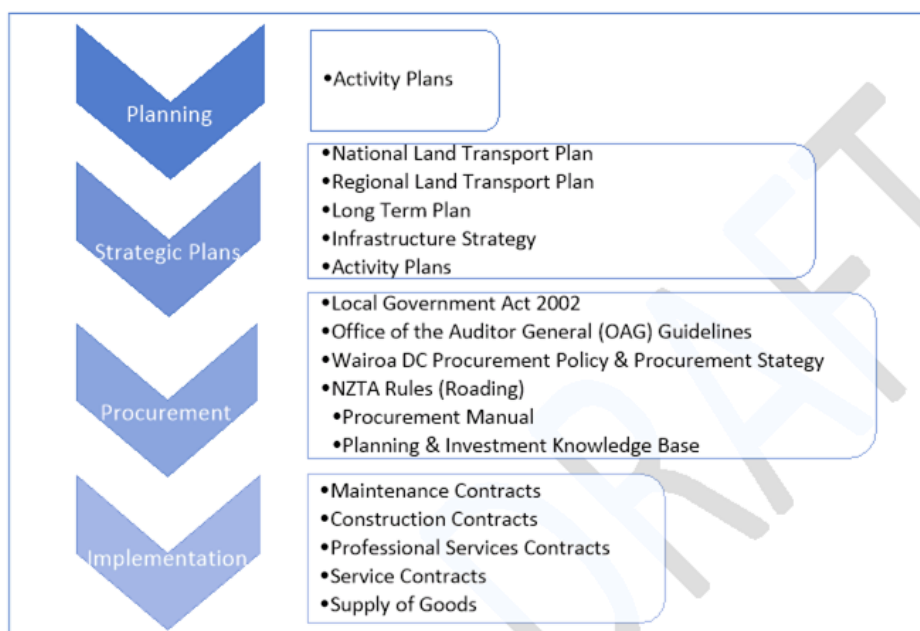 Planning
•Activity Plans
Strategic Plans
•National Land Transport Plan
•Regional Land Transport Plan
•Long Term Plan
•Infrastructure Strategy
•Activity Plans
Procurement
•Local Government Act 2002
•Office of the Auditor General (OAG) Guidelines
•Wairoa DC Procurement Policy & Procurement Stategy
•NZTA Rules (Roading)
•Procurement Manual
•Planning & Investment Knowledge Base
Implementation
•Maintenance Contracts
•Construction Contracts
•Professional Services Contracts
•Service Contracts
•Supply of Goods
DRAFT